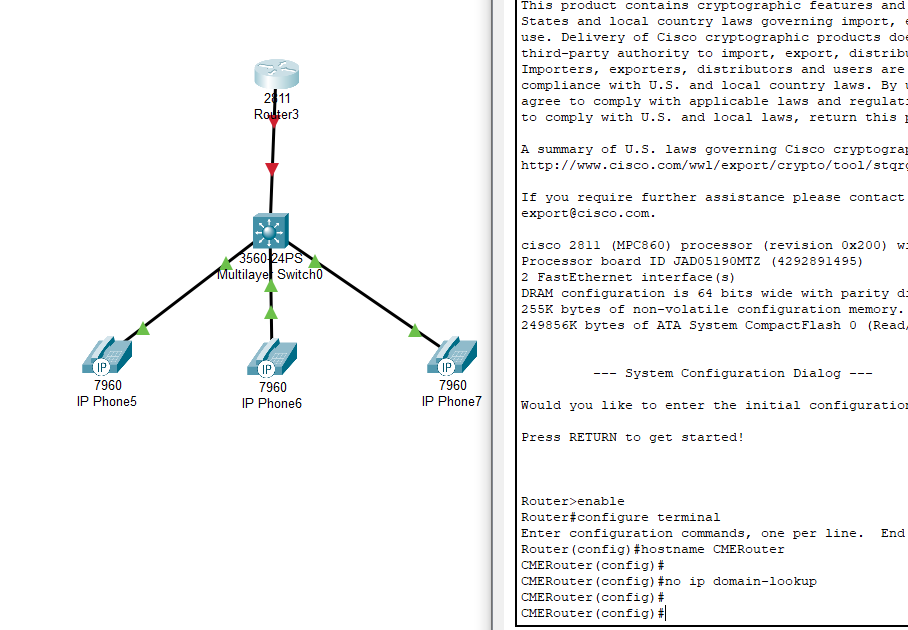 2811
Router3
3560-24PS
Multilayer Switch0
IP
7960
IP Phone5
IP
7960
IP Phone6
IP
7960
IP Phone7
This product contains cryptographic features and
States and local country laws governing import,
use. Delivery of Cisco cryptographic products
third-party authority to import, export,
Importers, exporters, distributors and users are
compliance with U.S. and local country laws. By
agree to comply with applicable laws and
to comply with U.S. and local laws, return this
A summary of U.S. laws governing Cisco
http://www.cisco.com/wwl/export/crypto/tool/stqrg
If you require further assistance please contact
export@cisco.com.
cisco 2811 (MPC860) processor (revision 0x200)
Processor board ID JAD05190MTZ (4292891495)
2 FastEthernet interface(s)
DRAM configuration is 64 bits wide with parity
255K bytes of non-volatile configuration memory.
249856K bytes of ATA System CompactFlash 0 (Read/
--- System Configuration Dialog ---
Would you like to enter the initial configuration
Press RETURN to get started!
Router>enable
Router#configure terminal
Enter configuration commands, one per line. End
Router(config)#hostname CMERouter
CMERouter(config)#
CMERouter(config)#no ip domain-lookup
CMERouter(config)#
CMERouter(config)#